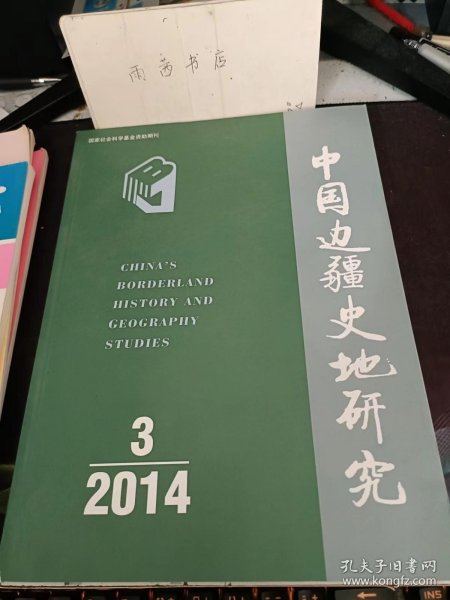 雨茜书店
国家社会科学基金资助期刊
中国边疆史地研究
CHINA'S
BORDERLAND
HISTORY AND
GEOGRAPHY
STUDIES
3
2014
孔夫子旧书网
www.kongfz.com